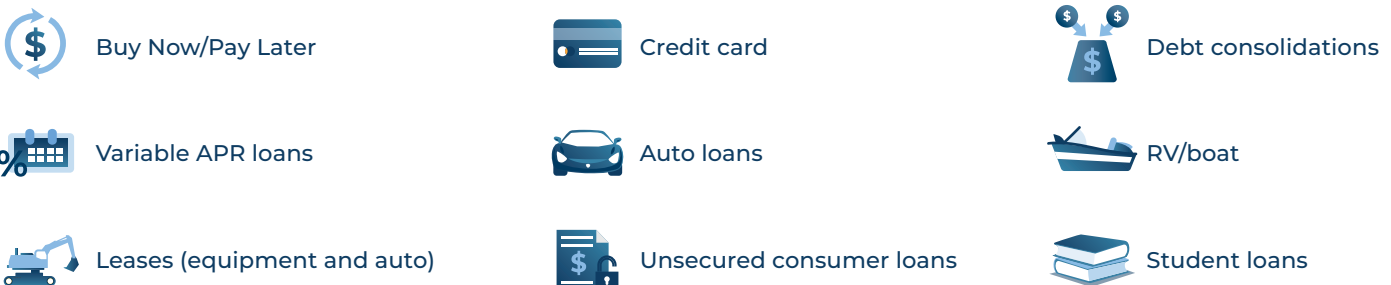 Buy Now/Pay Later
Credit card
$ $
Debt consolidations
$
$
% Variable APR loans
Auto loans
RV/boat
Leases (equipment and auto)
$
Unsecured consumer loans
Student loans